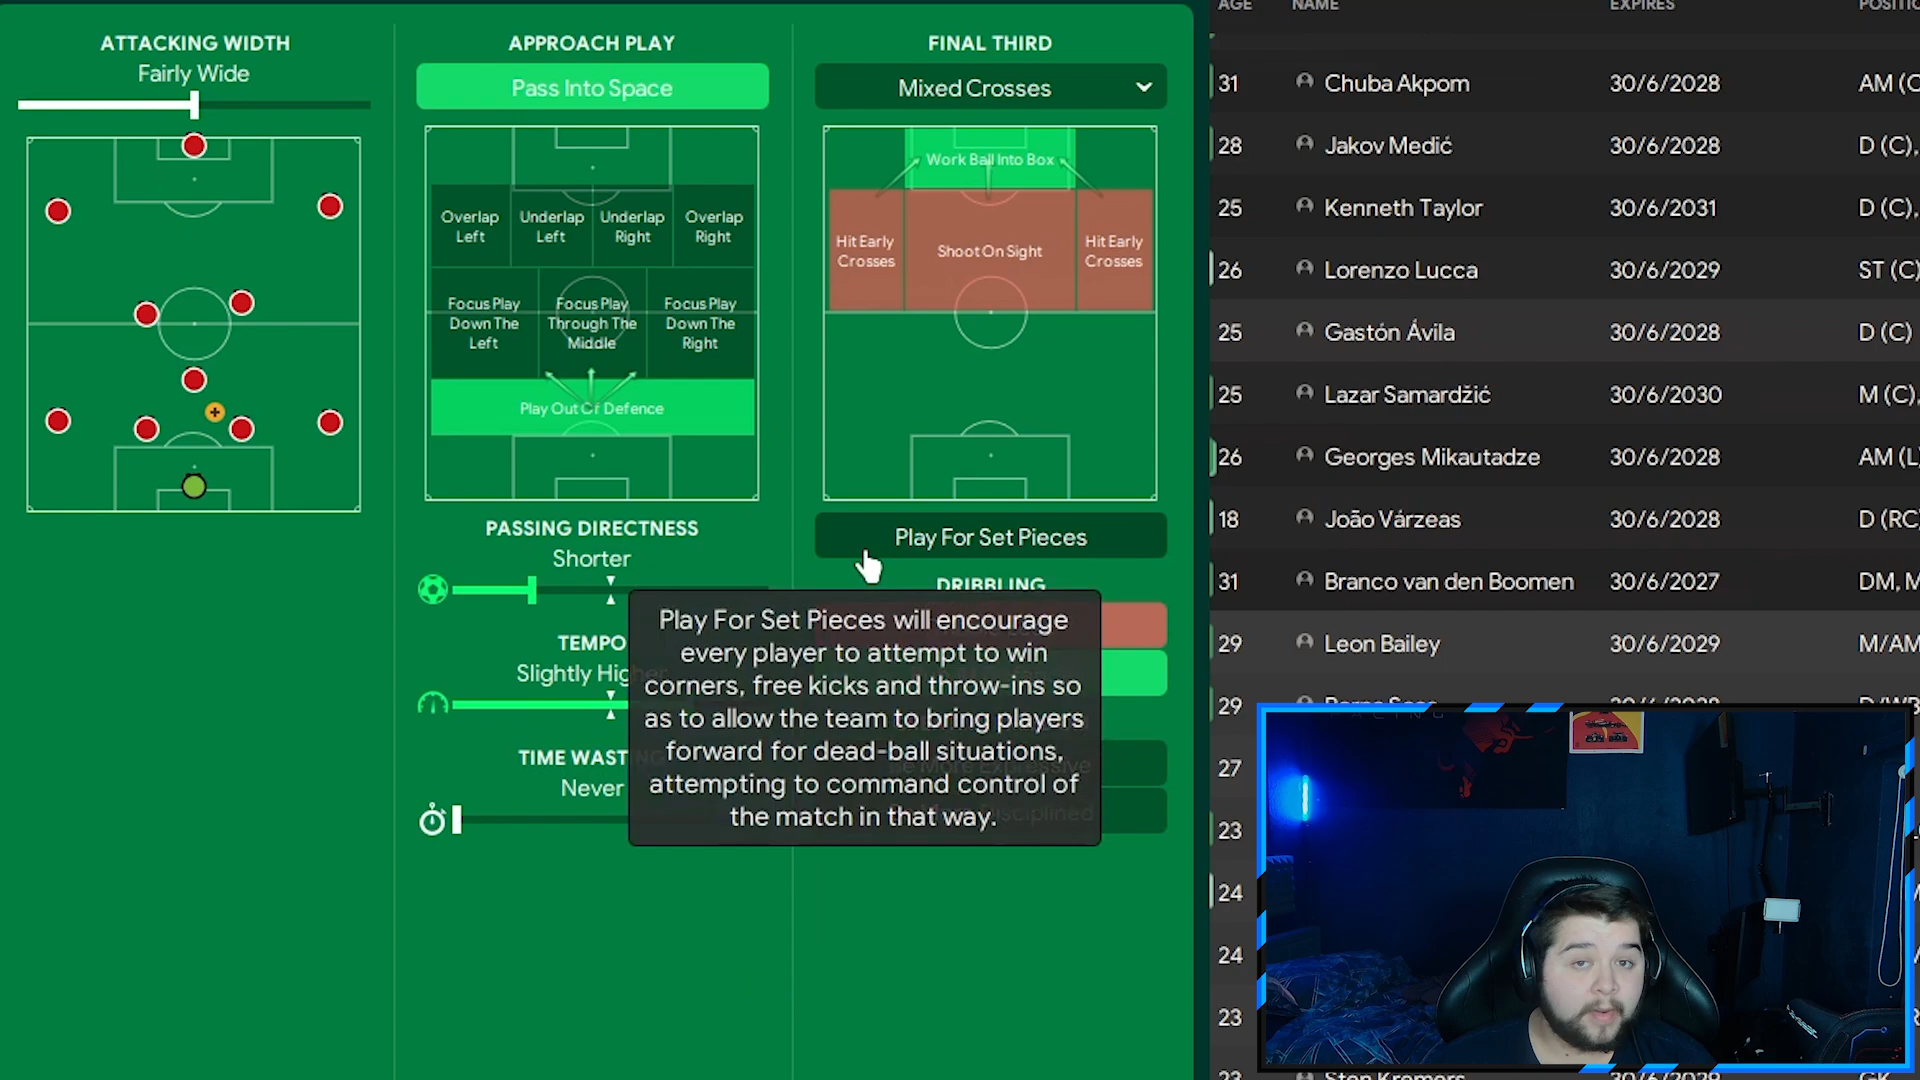 ATTACKING WIDTH
Fairly Wide
APPROACH PLAY
Pass Into Space
Overlap Left
Underlap Left
Underlap Right
Overlap Right
Focus Play Down The Left
Focus Play Through The Middle
Focus Play Down The Right
Play Out Of Defence
PASSING DIRECTNESS
Shorter
TEMPO
Slightly Higher
TIME WASTING
Never
FINAL THIRD
Mixed Crosses
Work Ball Into Box
Hit Early Crosses
Shoot On Sight
Hit Early Crosses
Play For Set Pieces
DRIBBLING
Play For Set Pieces will encourage
every player to attempt to win
corners, free kicks and throw-ins so
as to allow the team to bring players
forward for dead-ball situations,
attempting to command control of
the match in that way.
Be More Expressive
Disciplined
AGE NAME EXPIRES
31 Chuba Akpom 30/6/2028 AM (C
28 Jakov Medić 30/6/2028 D (C),
25 Kenneth Taylor 30/6/2031 D (C),
26 Lorenzo Lucca 30/6/2029 ST (C)
25 Gastón Ávila 30/6/2028 D (C)
25 Lazar Samardžić 30/6/2030 M (C),
26 Georges Mikautadze 30/6/2028 AM (L)
18 João Várzeas 30/6/2028 D (RC)
31 Branco van den Boomen 30/6/2027 DM, M
29 Leon Bailey 30/6/2029 M/AM
29
27
23
24
24
23
23